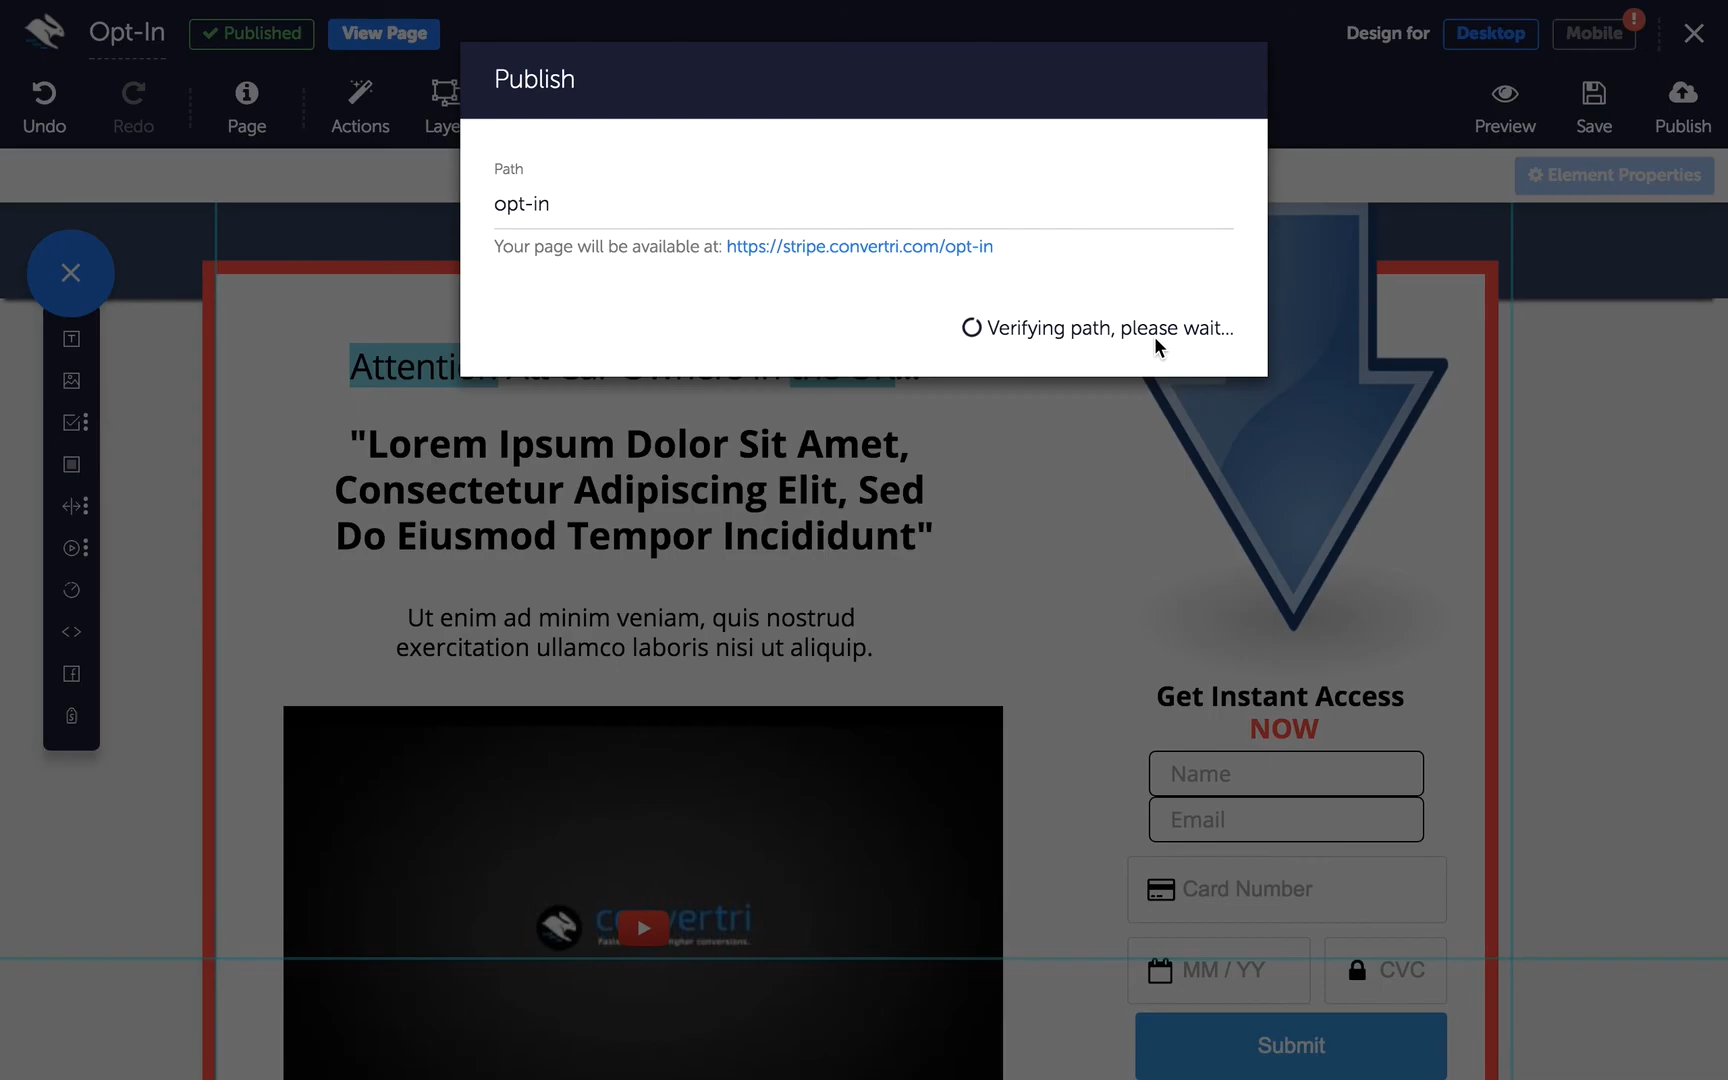 Opt-In
Published
View Page
Design for
Desktop
Mobile
!
Undo
Redo
Page
Actions
Laye
Preview
Save
Publish
Publish
Path
opt-in
Your page will be available at: https://stripe.convertri.com/opt-in
Verifying path, please wait...
Element Properties
"Lorem Ipsum Dolor Sit Amet,
Consectetur Adipiscing Elit, Sed
Do Eiusmod Tempor Incididunt"
Ut enim ad minim veniam, quis nostrud
exercitation ullamco laboris nisi ut aliquip.
Get Instant Access
NOW
Name
Email
Card Number
MM / YY
CVC
Submit